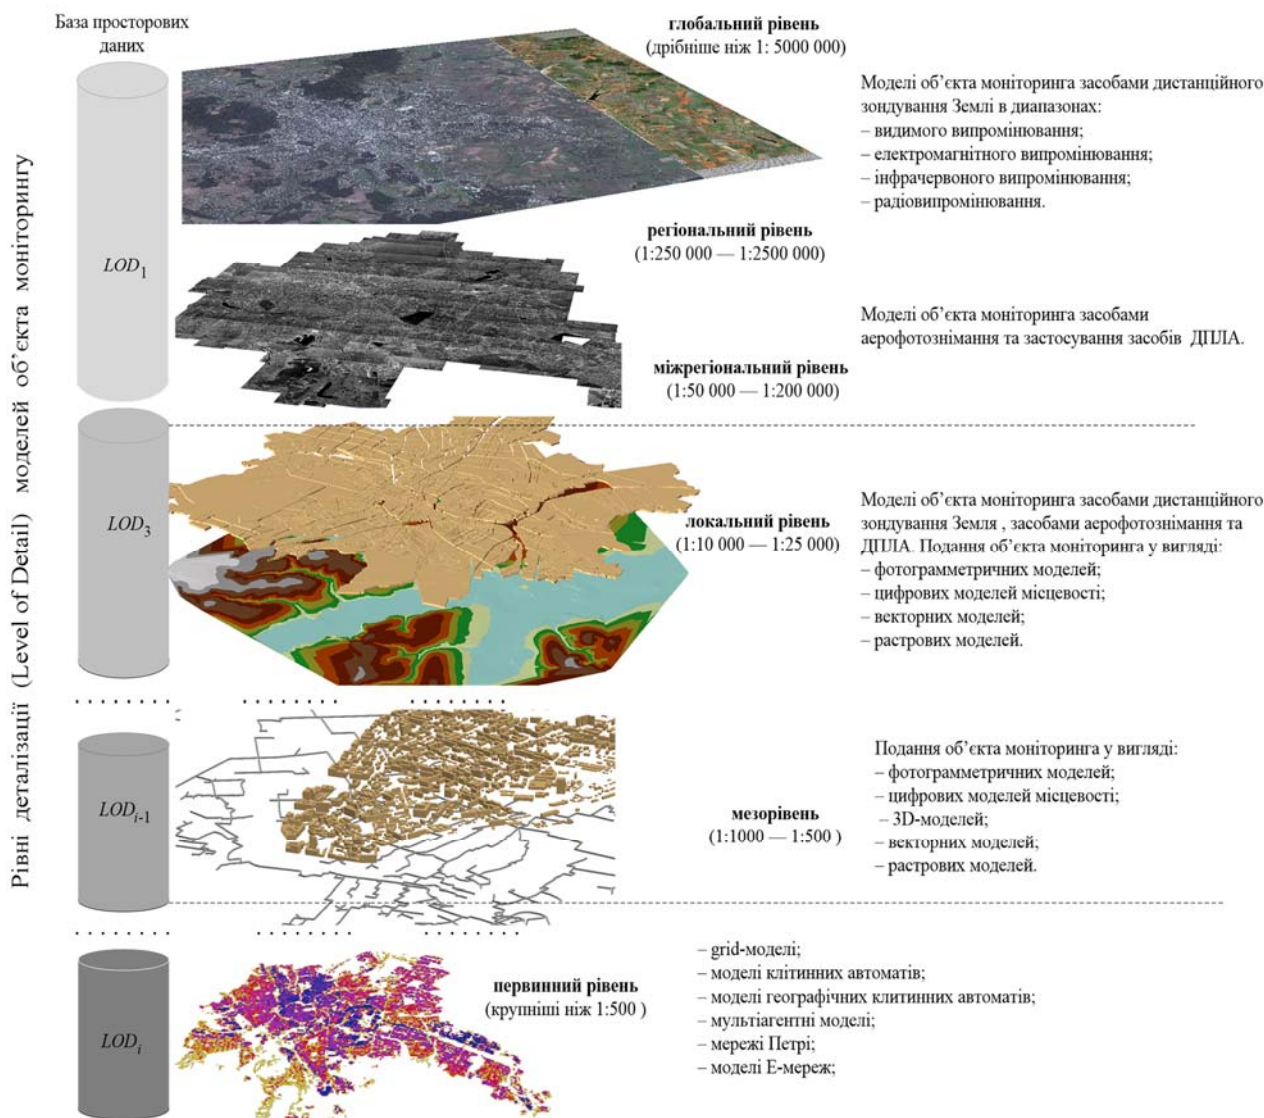 База просторових
даних
глобальний рівень
(дрібніше ніж 1: 5000 000)
Моделі об’єкта моніторинга засобами дистанційного
зондування Землі в диапазонах:
– видимого випромінювання;
– електромагнітного випромінювання;
– інфрачервоного випромінювання;
– радіовипромінювання.
Рівні деталізації (Level of Detail) моделей об’єкта моніторингу
LOD1
регіональний рівень
(1:250 000 — 1:2500 000)
Моделі об’єкта моніторинга засобами
аерофотознімання та застосування засобів ДПЛА.
міжрегіональний рівень
(1:50 000 — 1:200 000)
LOD3
локальний рівень
(1:10 000 — 1:25 000)
Моделі об’єкта моніторинга засобами дистанційного
зондування Земля , засобами аерофотознімання та
ДПЛА. Подання об’єкта моніторинга у вигляді:
– фотограмметричних моделей;
– цифрових моделей місцевості;
– векторних моделей;
– растрових моделей.
LODi-1
мезорівень
(1:1000 — 1:500 )
Подання об’єкта моніторинга у вигляді:
– фотограмметричних моделей;
– цифрових моделей місцевості;
– 3D-моделей;
– векторних моделей;
– растрових моделей.
LODi
первинний рівень
(крупніші ніж 1:500 )
– grid-моделі;
– моделі клітинних автоматів;
– моделі географічних клитинних автоматів;
– мультіагентні моделі;
– мережі Петрі;
– моделі Е-мереж;